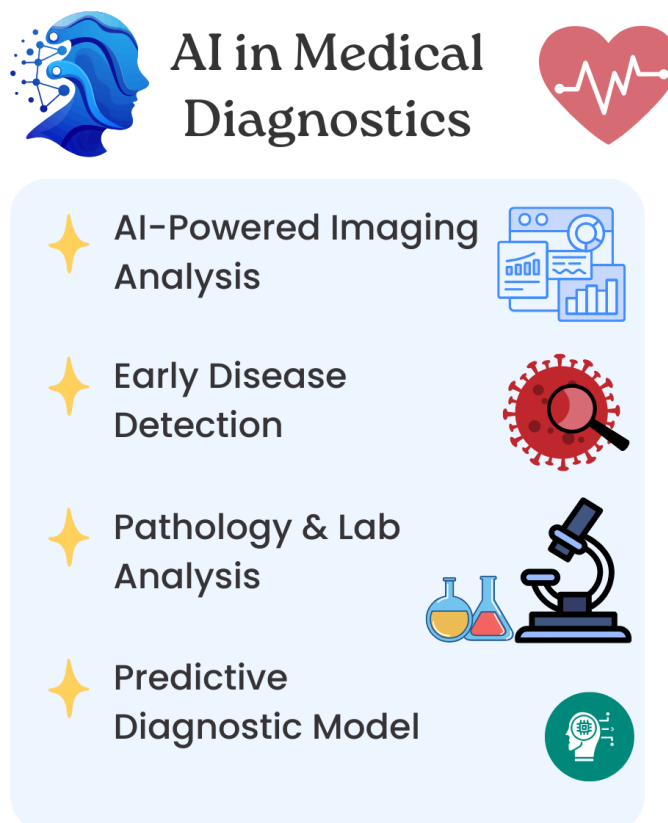 AI in Medical
Diagnostics
AI-Powered Imaging
Analysis
Early Disease
Detection
Pathology & Lab
Analysis
Predictive
Diagnostic Model